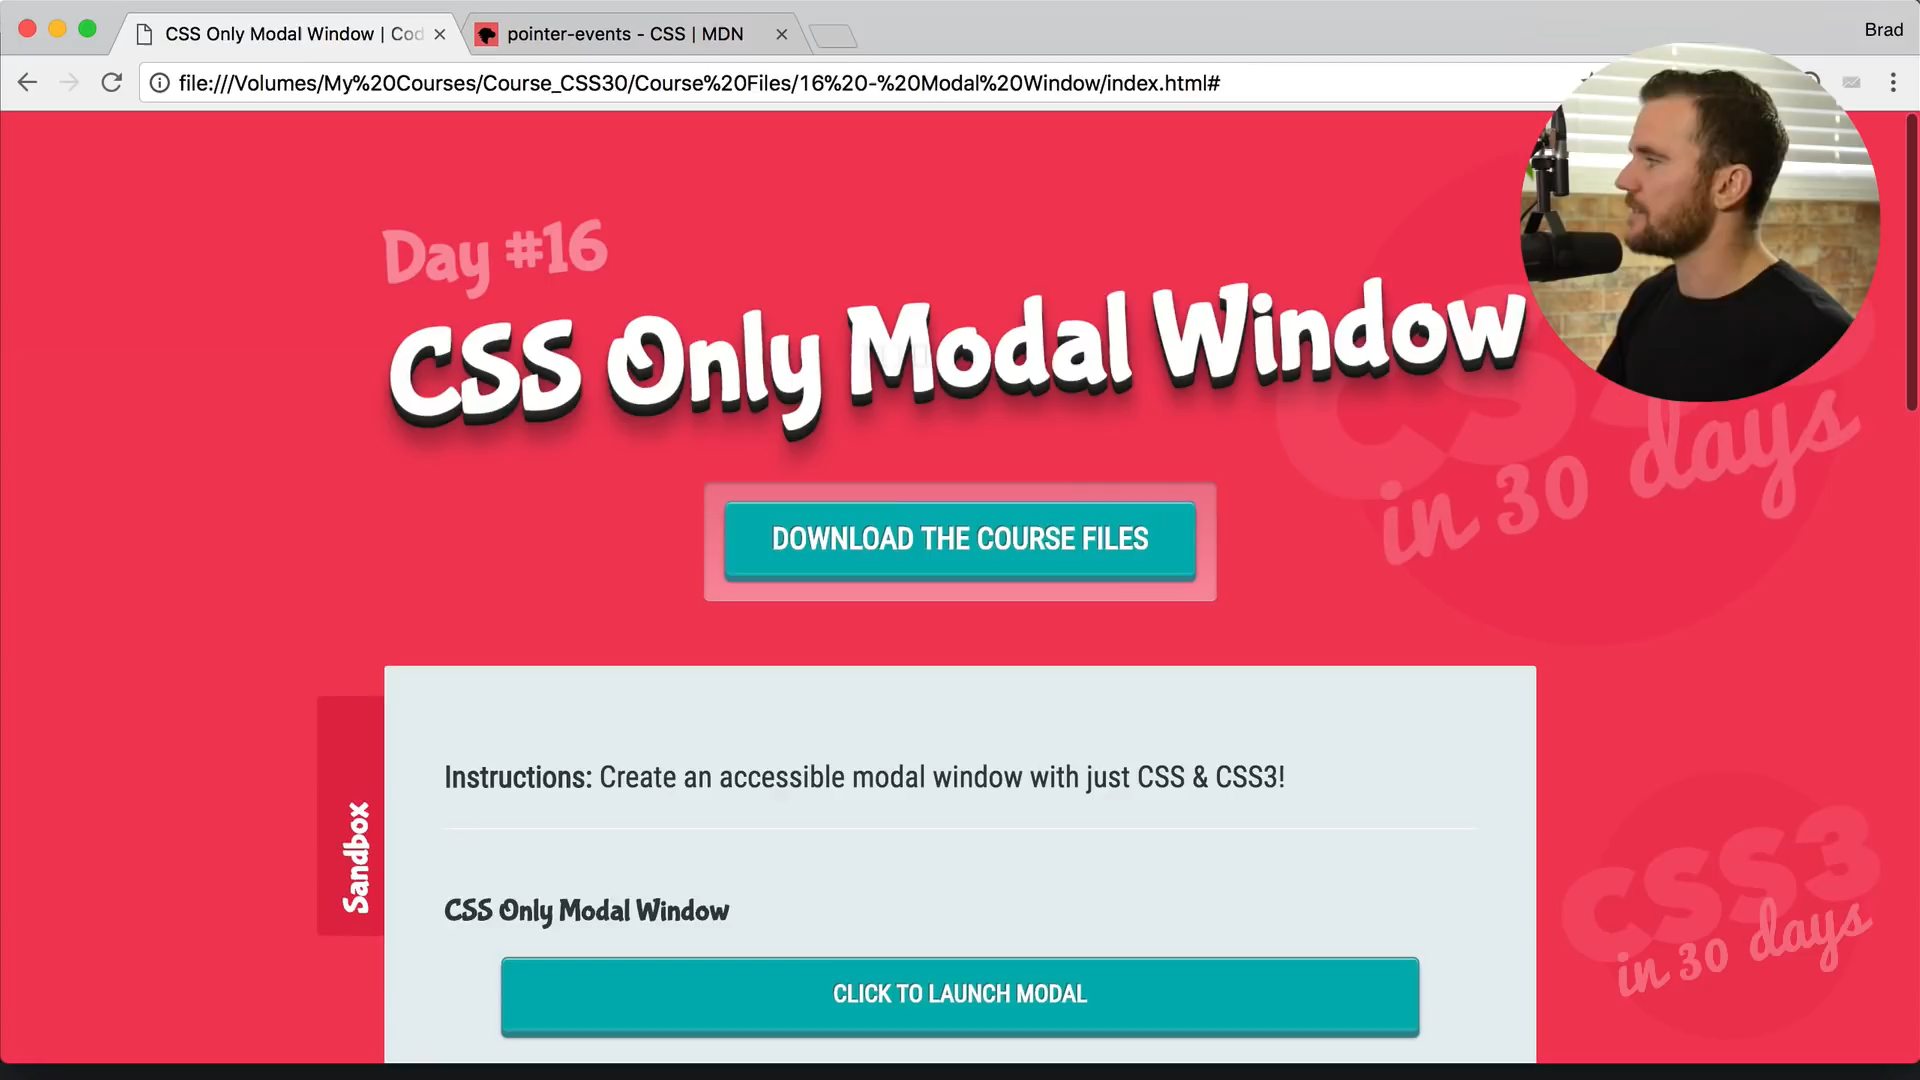 CSS Only Modal Window | Cod
pointer-events - CSS | MDN
Brad
file:///Volumes/My%20Courses/Course_CSS30/Course%20Files/16%20-%20Modal%20Window/index.html#
Day #16
CSS Only Modal Window
in 30 days
DOWNLOAD THE COURSE FILES
Sandbox
Instructions: Create an accessible modal window with just CSS & CSS3!
CSS Only Modal Window
CLICK TO LAUNCH MODAL
CSS3
in 30 days